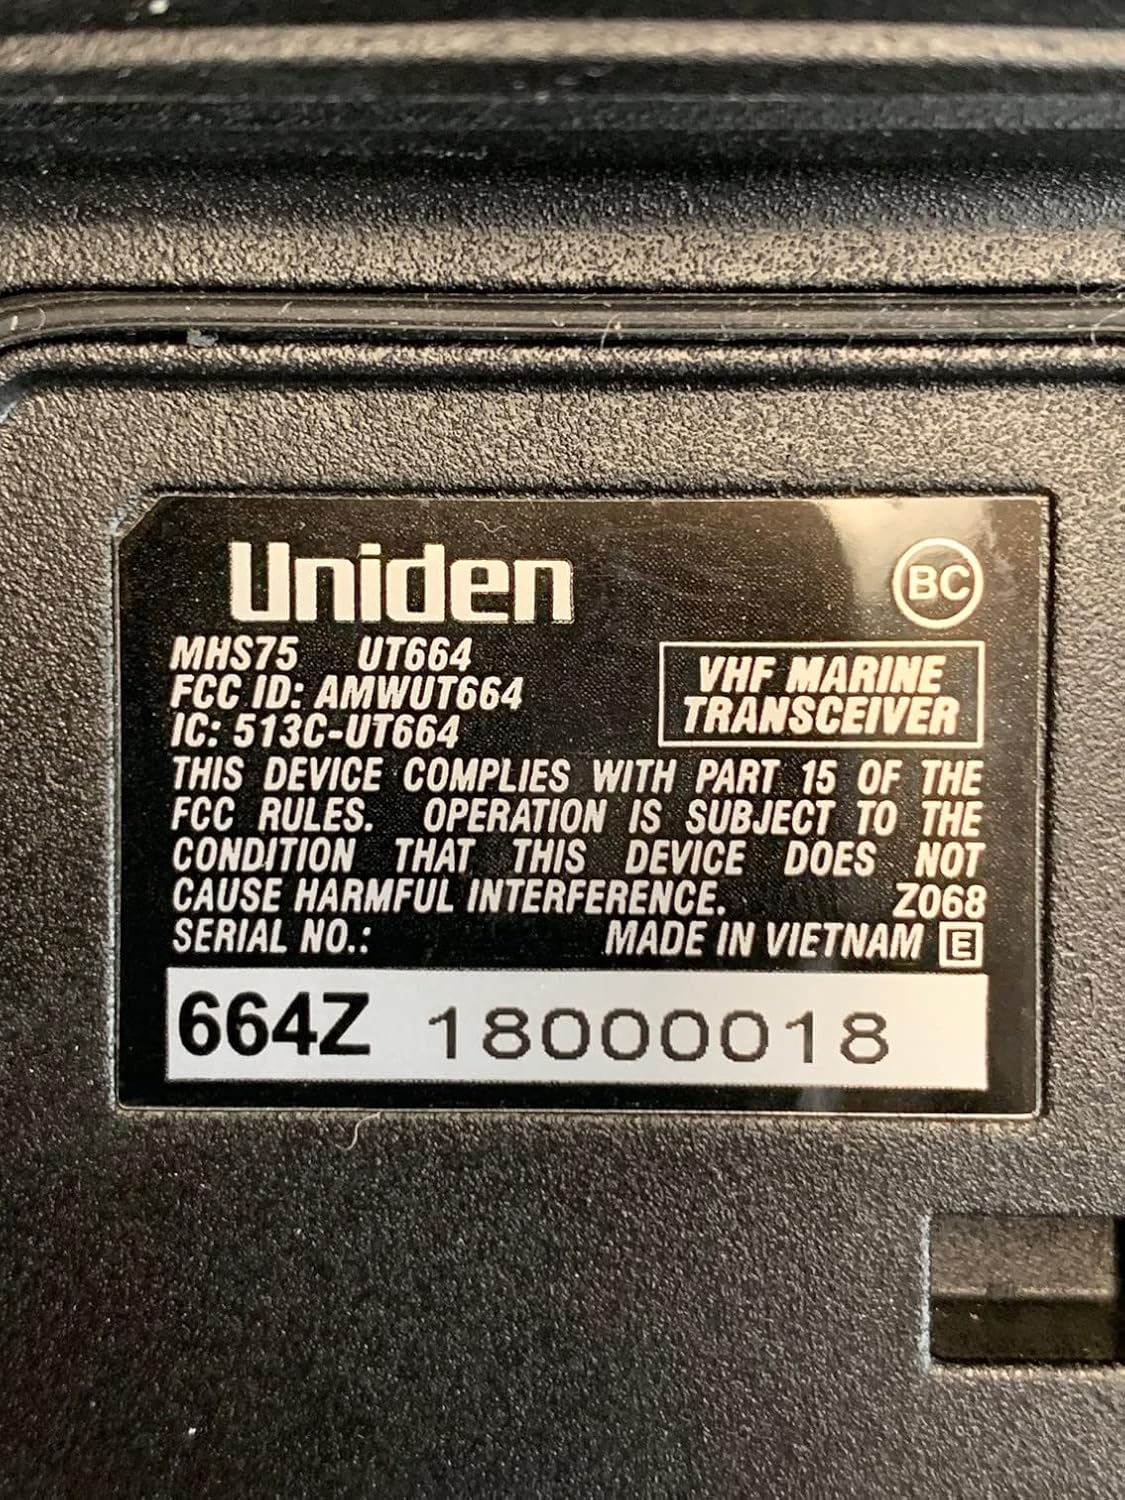 Uniden
BC
MHS75 UT664
FCC ID: AMWUT664
IC: 513C-UT664
VHF MARINE
TRANSCEIVER
THIS DEVICE COMPLIES WITH PART 15 OF THE
FCC RULES. OPERATION IS SUBJECT TO THE
CONDITION THAT THIS DEVICE DOES NOT
CAUSE HARMFUL INTERFERENCE. Z068
SERIAL NO.: MADE IN VIETNAM E
664Z 18000018